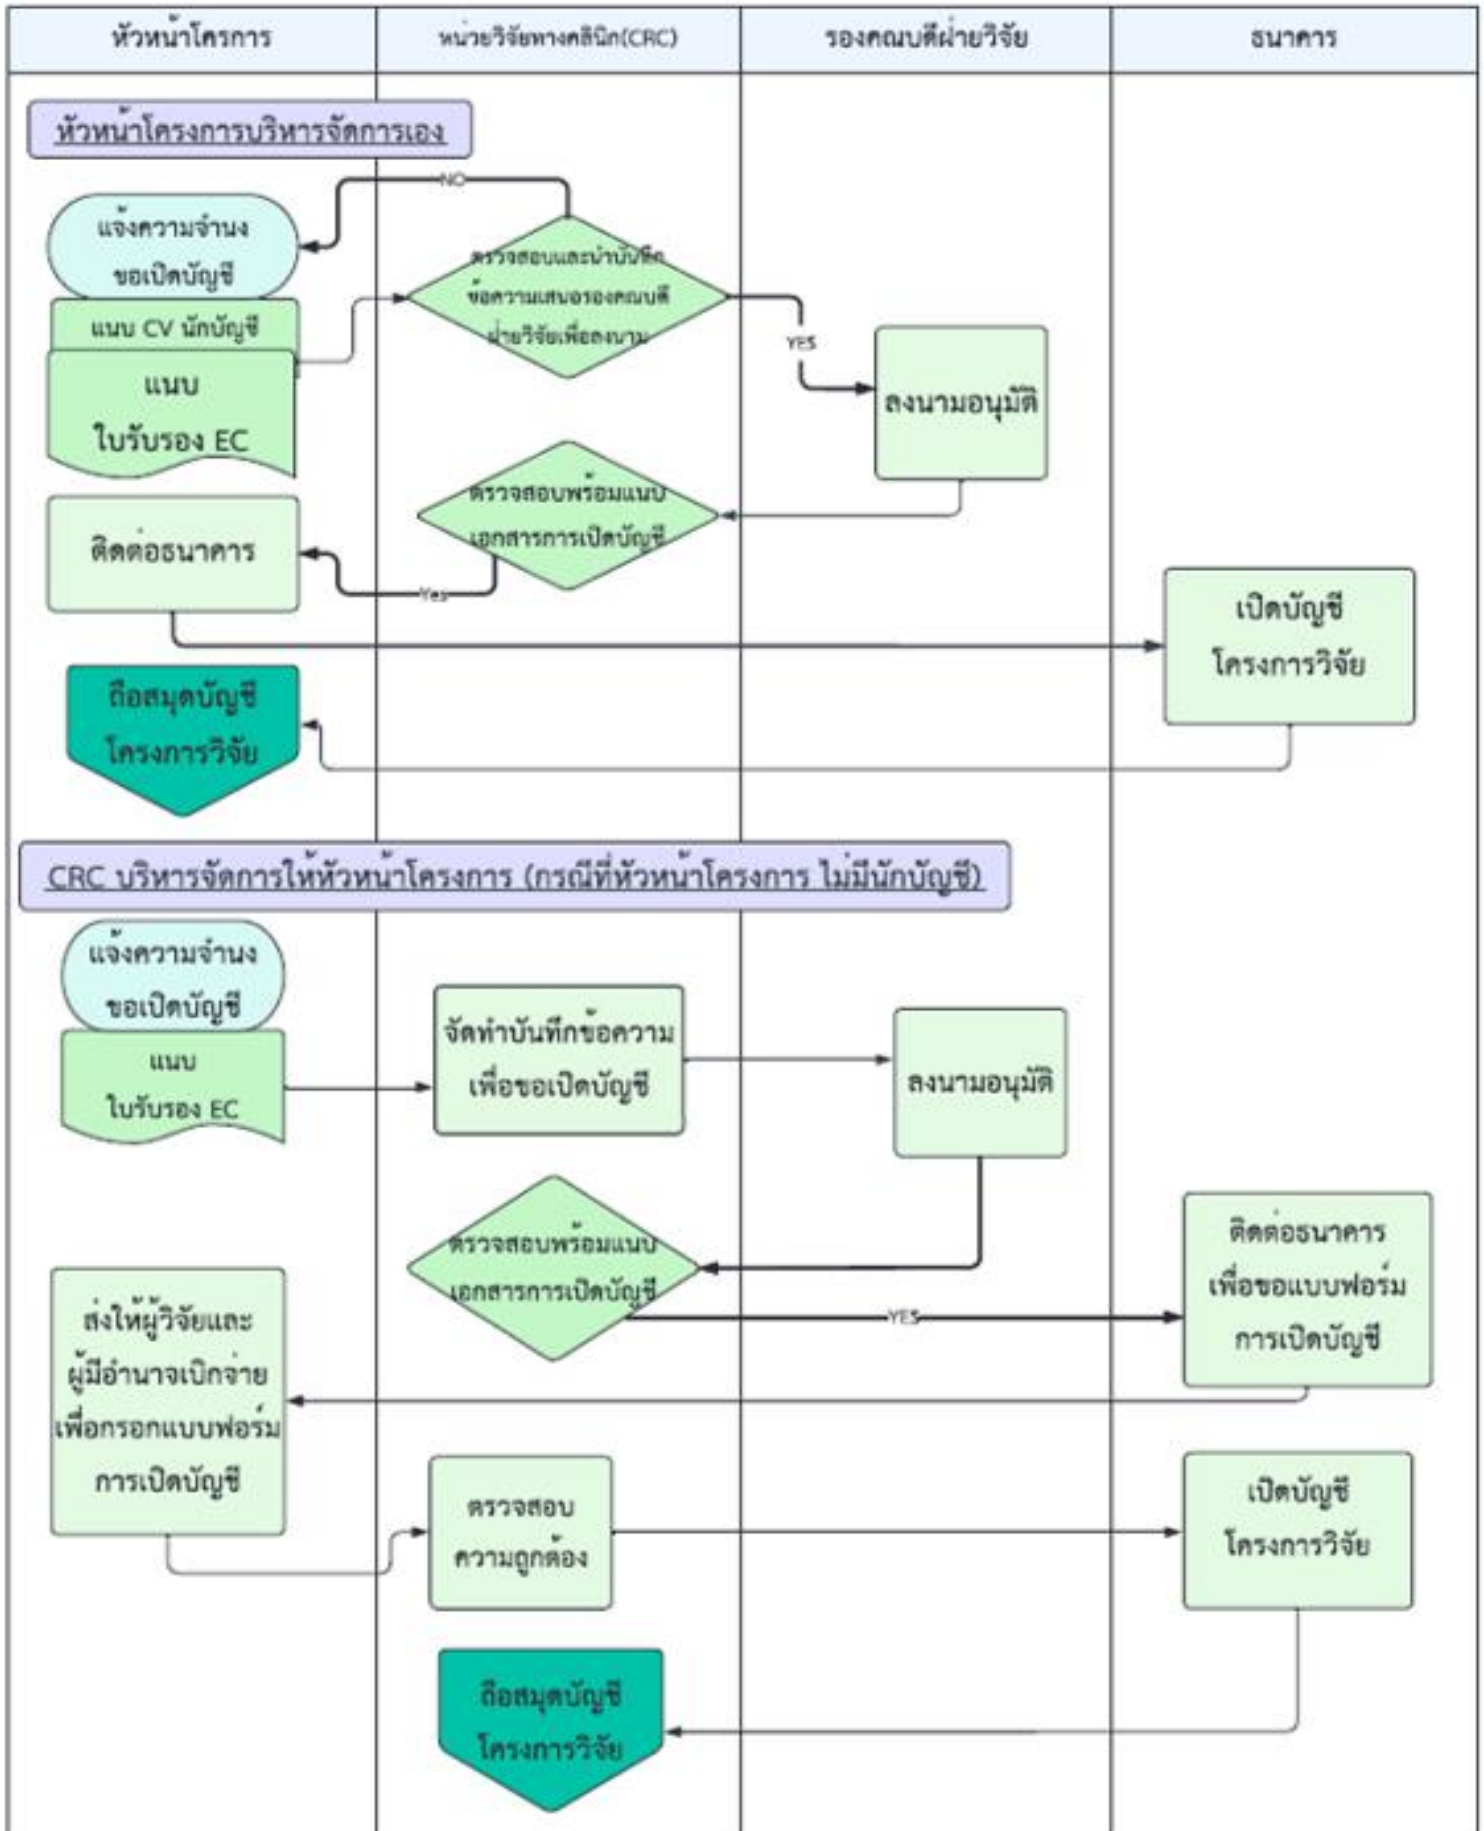 หัวหน้าโครการ
หน่วยวิจัยทางคลินิก(CRC)
รองคณบดีฝ่ายวิจัย
ธนาคาร
หัวหน้าโครงการบริหารจัดการเอง
NO
แจ้งความจำนง
ขอเปิดบัญชี
แนบ CV นักบัญชี
แนบ
ใบรับรอง EC
ตรวจสอบและนำบันทึก
ข้อความเสนอรองคณบดี
ฝ่ายวิจัยเพื่อลงนาม
YES
ลงนามอนุมัติ
ตรวจสอบพร้อมแนบ
เอกสารการเปิดบัญชี
Yes
ติดต่อธนาคาร
เปิดบัญชี
โครงการวิจัย
ถือสมุดบัญชี
โครงการวิจัย
CRC บริหารจัดการให้หัวหน้าโครงการ (กรณีที่หัวหน้าโครงการ ไม่มีนักบัญชี)
แจ้งความจำนง
ขอเปิดบัญชี
แนบ
ใบรับรอง EC
จัดทำบันทึกข้อความ
เพื่อขอเปิดบัญชี
ลงนามอนุมัติ
ตรวจสอบพร้อมแนบ
เอกสารการเปิดบัญชี
YES
ติดต่อธนาคาร
เพื่อขอแบบฟอร์ม
การเปิดบัญชี
ส่งให้ผู้วิจัยและ
ผู้มีอำนาจเบิกจ่าย
เพื่อกรอกแบบฟอร์ม
การเปิดบัญชี
ตรวจสอบ
ความถูกต้อง
เปิดบัญชี
โครงการวิจัย
ถือสมุดบัญชี
โครงการวิจัย